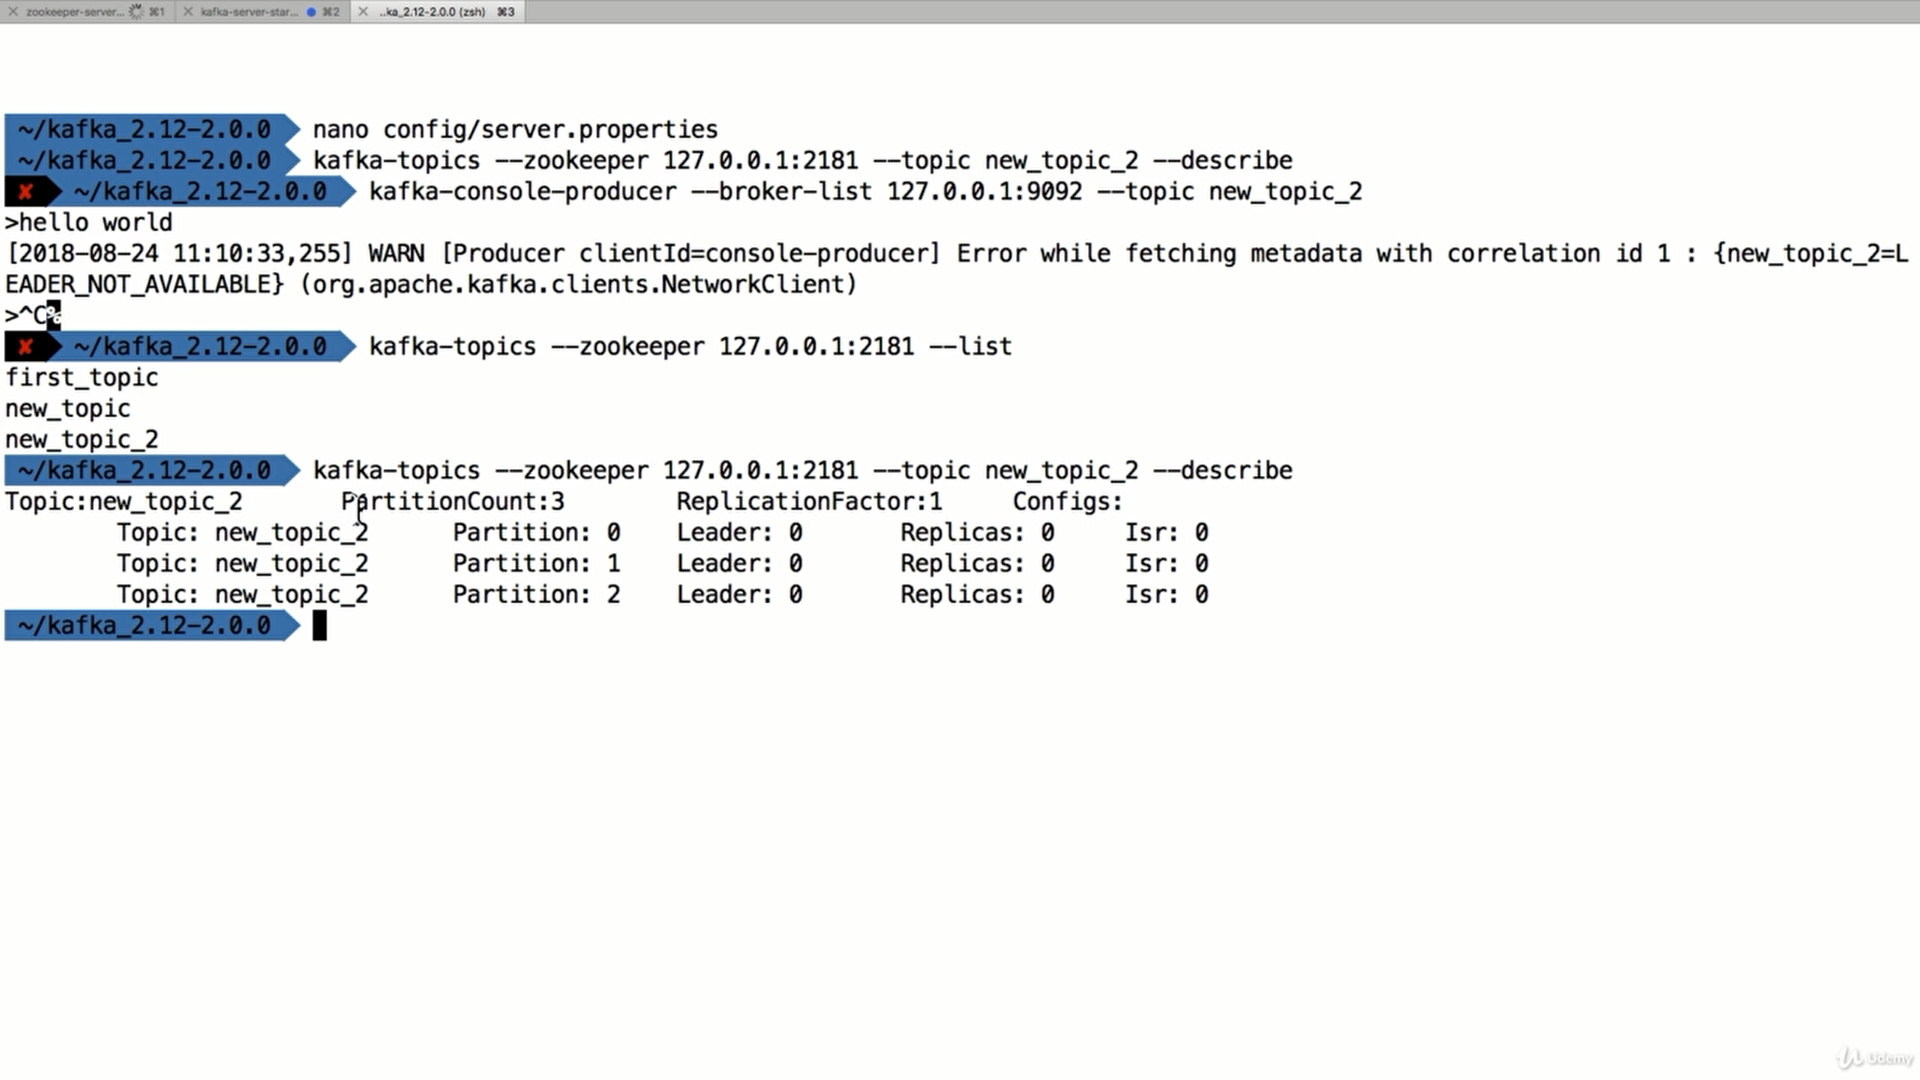 zookeeper-server... ⌘1 kafka-server-star... ⌘2 ..ka_2.12-2.0.0 (zsh) ⌘3
~/kafka_2.12-2.0.0 nano config/server.properties
~/kafka_2.12-2.0.0 kafka-topics --zookeeper 127.0.0.1:2181 --topic new_topic_2 --describe
✘ ~/kafka_2.12-2.0.0 kafka-console-producer --broker-list 127.0.0.1:9092 --topic new_topic_2
>hello world
[2018-08-24 11:10:33,255] WARN [Producer clientId=console-producer] Error while fetching metadata with correlation id 1 : {new_topic_2=L
EADER_NOT_AVAILABLE} (org.apache.kafka.clients.NetworkClient)
>^C%
✘ ~/kafka_2.12-2.0.0 kafka-topics --zookeeper 127.0.0.1:2181 --list
first_topic
new_topic
new_topic_2
~/kafka_2.12-2.0.0 kafka-topics --zookeeper 127.0.0.1:2181 --topic new_topic_2 --describe
Topic:new_topic_2 PartitionCount:3 ReplicationFactor:1 Configs:
Topic: new_topic_2 Partition: 0 Leader: 0 Replicas: 0 Isr: 0
Topic: new_topic_2 Partition: 1 Leader: 0 Replicas: 0 Isr: 0
Topic: new_topic_2 Partition: 2 Leader: 0 Replicas: 0 Isr: 0
~/kafka_2.12-2.0.0
Udemy